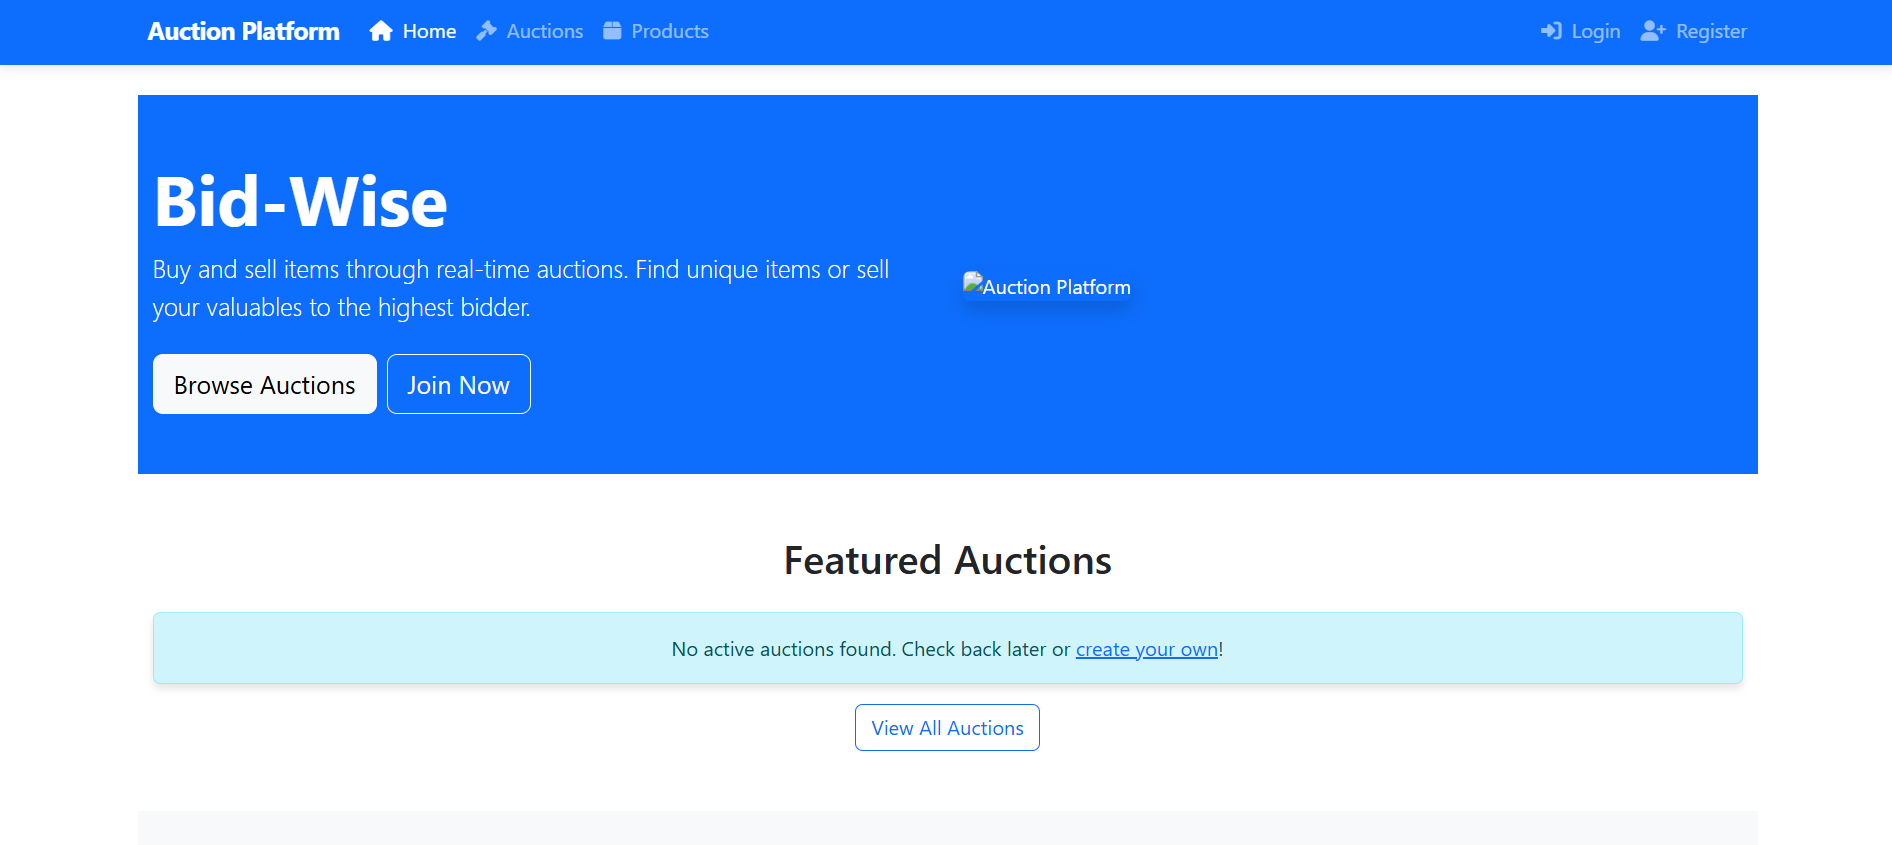 Auction Platform Home Auctions Products Login Register
Bid-Wise
Buy and sell items through real-time auctions. Find unique items or sell
your valuables to the highest bidder.
Auction Platform
Browse Auctions Join Now
Featured Auctions
No active auctions found. Check back later or create your own!
View All Auctions